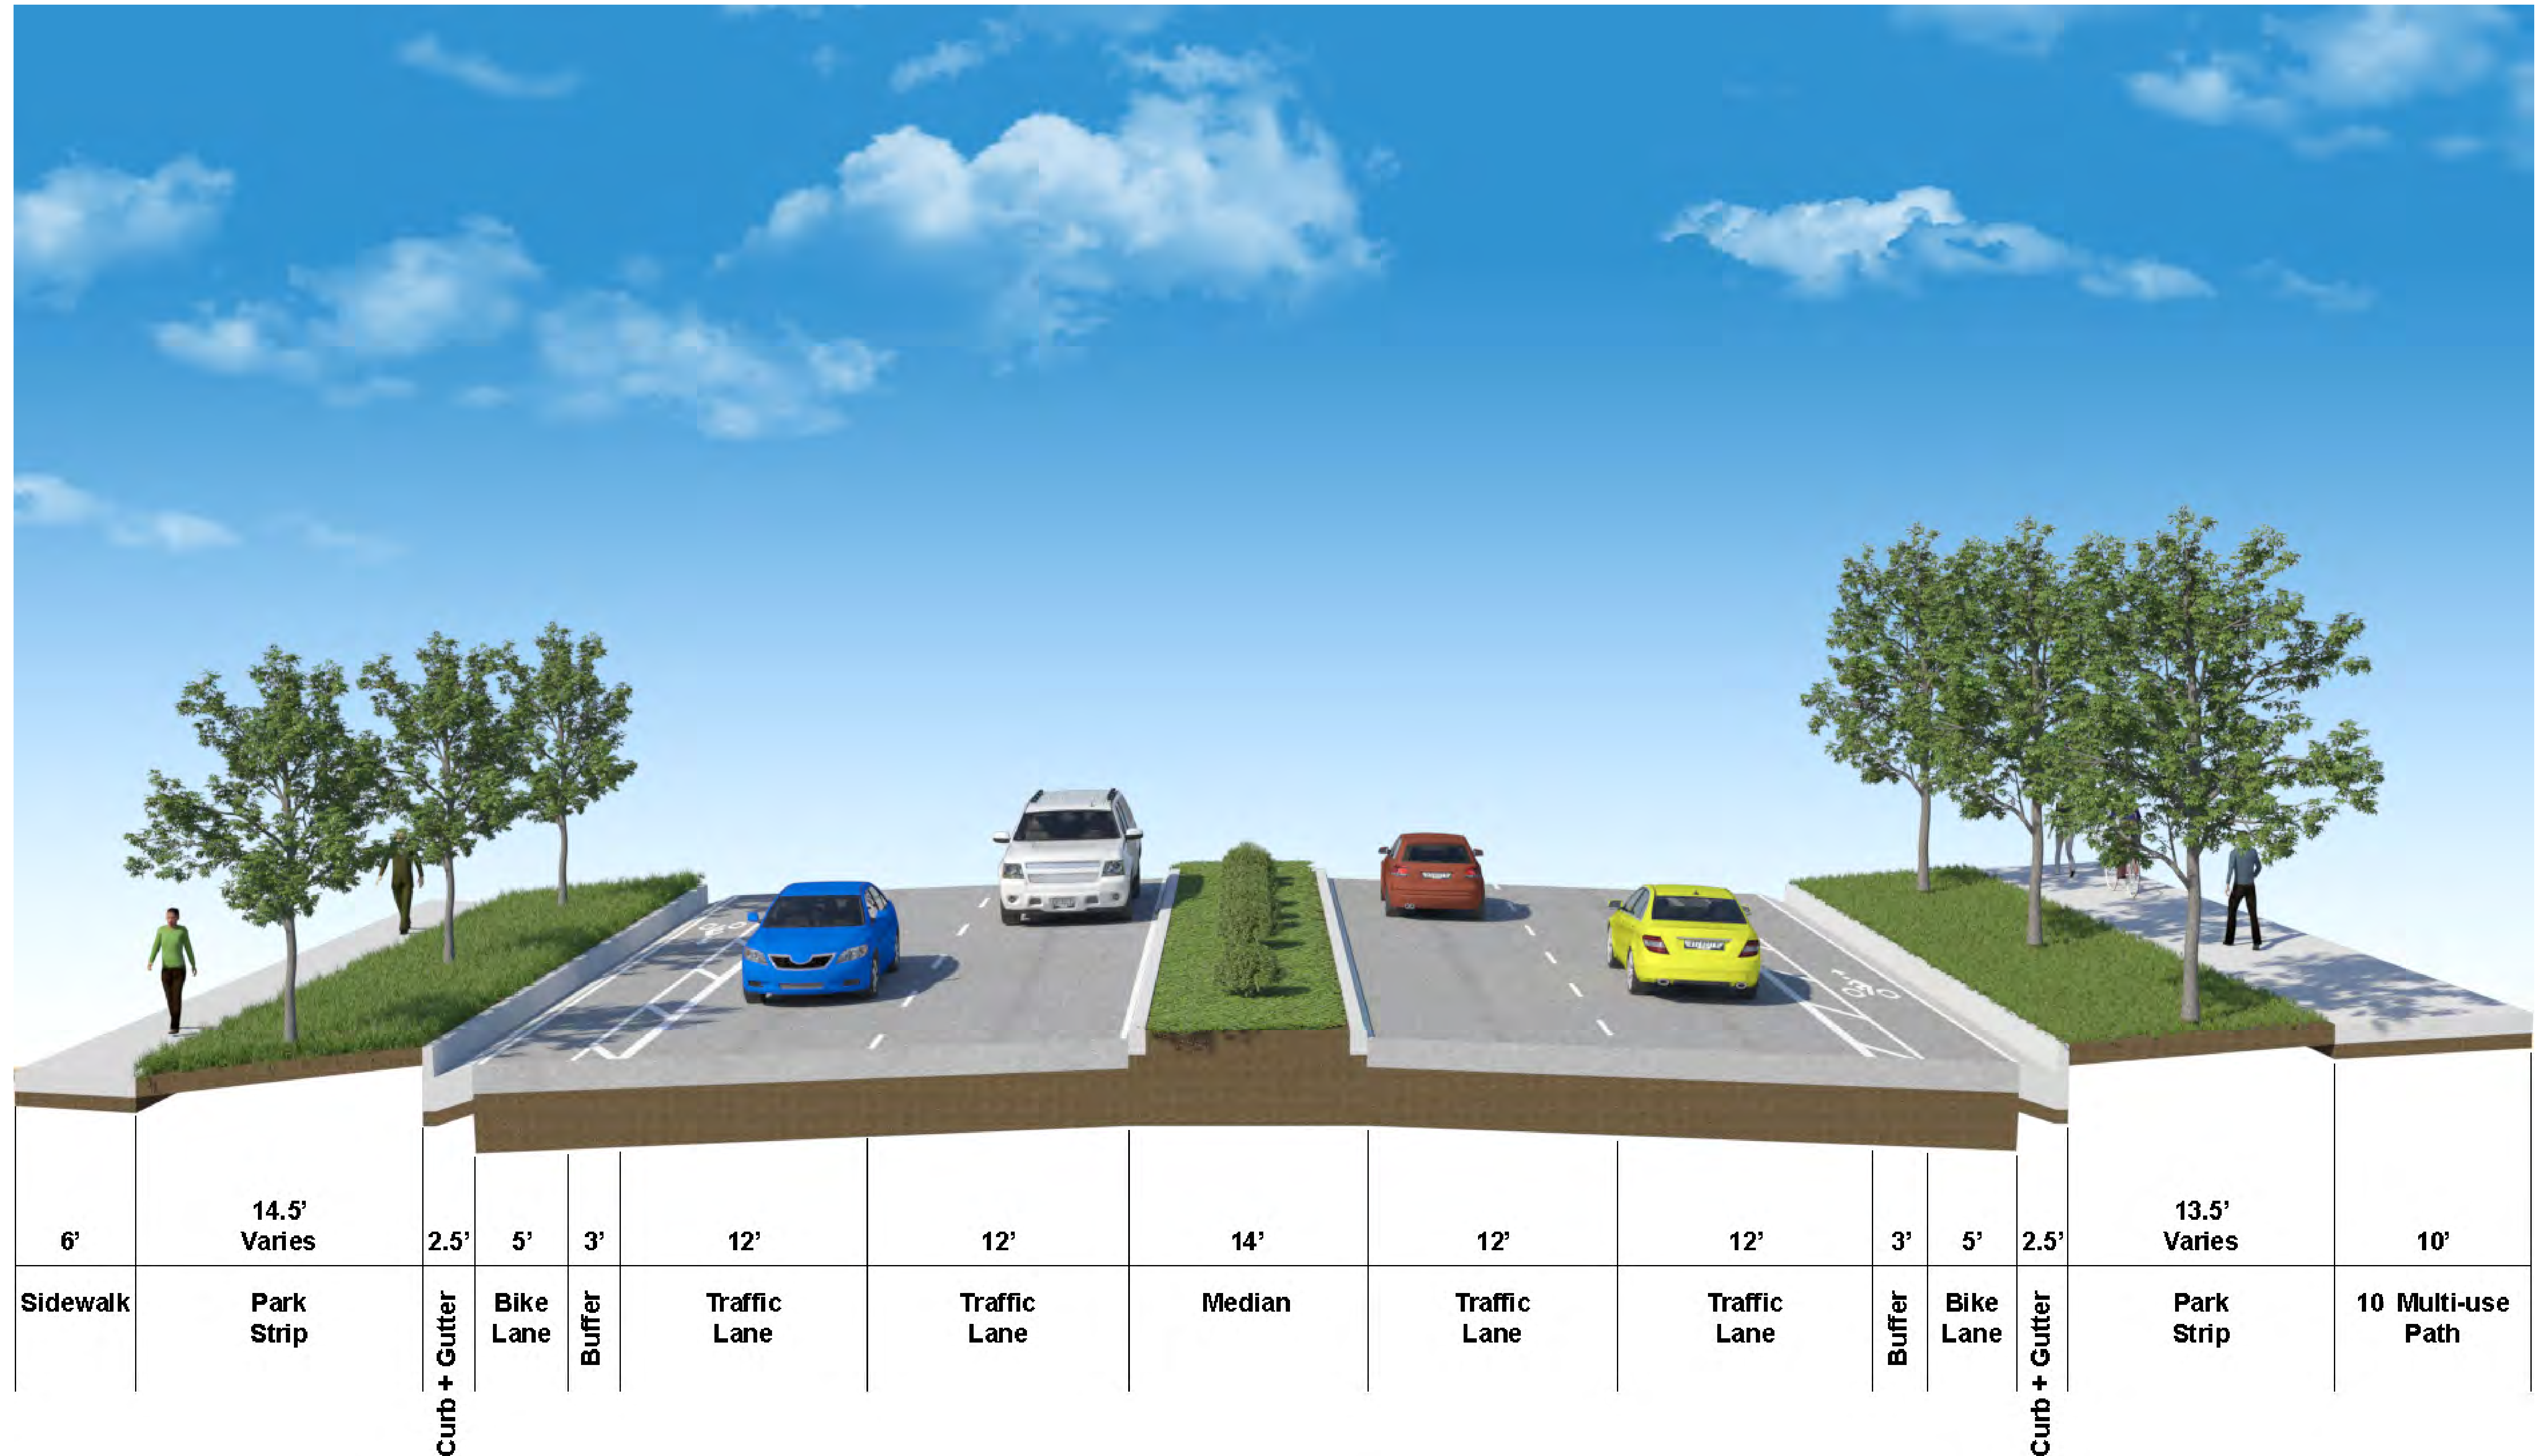 14.5’
13.5’
Varies
Varies
6’
2.5’
5’
3’
12’
12’
14’
12’
12’
3’
5’
2.5’
10’
Sidewalk
Park
Strip
Curb + Gutter
Bike
Lane
Buffer
Traffic
Lane
Traffic
Lane
Median
Traffic
Lane
Traffic
Lane
Buffer
Bike
Lane
Curb + Gutter
Park
Strip
10 Multi-use
Path